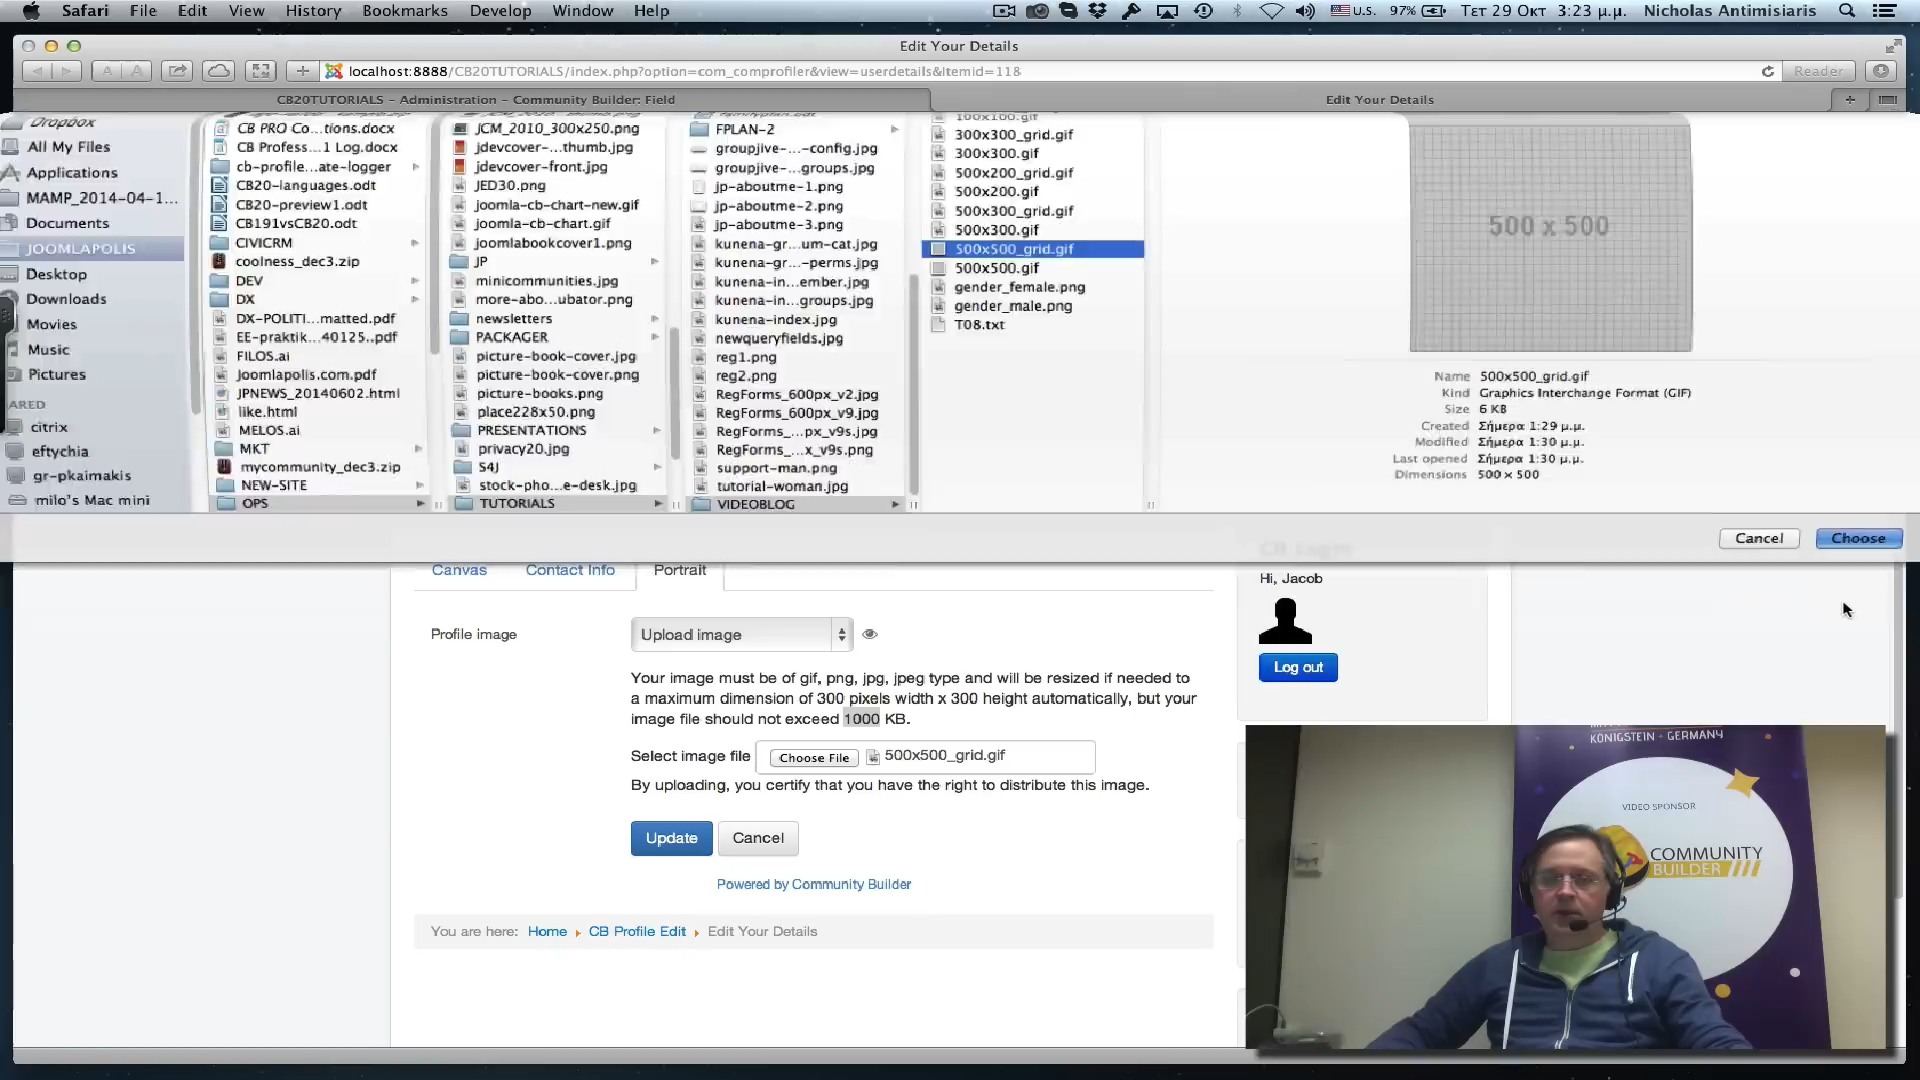 Safari File Edit View History Bookmarks Develop Window Help
U.S. 97% Τετ 29 Οκτ 3:23 μ.μ. Nicholas Antimisiaris
Edit Your Details
localhost:8888/CB20TUTORIALS/index.php?option=com_comprofiler&view=userdetails&Itemid=118
Reader
CB20TUTORIALS - Administration - Community Builder: Field
Edit Your Details
Dropbox
All My Files
Applications
MAMP_2014-04-1...
Documents
JOOMLAPOLIS
Desktop
Downloads
Movies
Music
Pictures
ARED
citrix
eftychia
gr-pkaimakis
milo's Mac mini
CB PRO Co...tions.docx
CB Profess...1 Log.docx
cb-profile...ate-logger
CB20-languages.odt
CB20-preview1.odt
CB191vsCB20.odt
CIVICRM
coolness_dec3.zip
DEV
DX
DX-POLITI...matted.pdf
EE-praktik...40125..pdf
FILOS.ai
Joomlapolis.com.pdf
JPNEWS_20140602.html
like.html
MELOS.ai
MKT
mycommunity_dec3.zip
NEW-SITE
OPS
JCM_2010_300x250.png
jdevcover-...thumb.jpg
jdevcover-front.jpg
JED30.png
joomla-cb-chart-new.gif
joomla-cb-chart.gif
joomlabookcover1.png
JP
minicommunities.jpg
more-abo...ubator.png
newsletters
PACKAGER
picture-book-cover.jpg
picture-book-cover.png
picture-books.png
place228x50.png
PRESENTATIONS
privacy20.jpg
S4J
stock-pho...e-desk.jpg
TUTORIALS
FPLAN-2
groupjive-...-config.jpg
groupjive-...groups.jpg
jp-aboutme-1.png
jp-aboutme-2.png
jp-aboutme-3.png
kunena-gr...um-cat.jpg
kunena-gr...-perms.jpg
kunena-in...ember.jpg
kunena-in...groups.jpg
kunena-index.jpg
newqueryfields.jpg
reg1.png
reg2.png
RegForms_600px_v2.jpg
RegForms_600px_v9.jpg
RegForms_...px_v9s.jpg
RegForms_...x_v9s.png
support-man.png
tutorial-woman.jpg
VIDEOBLOG
100x100.gif
300x300_grid.gif
300x300.gif
500x200_grid.gif
500x200.gif
500x300_grid.gif
500x300.gif
500x500_grid.gif
500x500.gif
gender_female.png
gender_male.png
T08.txt
500 x 500
Name 500x500_grid.gif
Kind Graphics Interchange Format (GIF)
Size 6 KB
Created Σήμερα 1:29 μ.μ.
Modified Σήμερα 1:30 μ.μ.
Last opened Σήμερα 1:30 μ.μ.
Dimensions 500 × 500
Cancel Choose
Canvas Contact Info Portrait
CB Login
Hi, Jacob
Log out
Profile image Upload image
Your image must be of gif, png, jpg, jpeg type and will be resized if needed to
a maximum dimension of 300 pixels width x 300 height automatically, but your
image file should not exceed 1000 KB.
Select image file Choose File 500x500_grid.gif
By uploading, you certify that you have the right to distribute this image.
Update Cancel
Powered by Community Builder
You are here: Home CB Profile Edit Edit Your Details
KÖNIGSTEIN - GERMANY
VIDEO SPONSOR
COMMUNITY
BUILDER